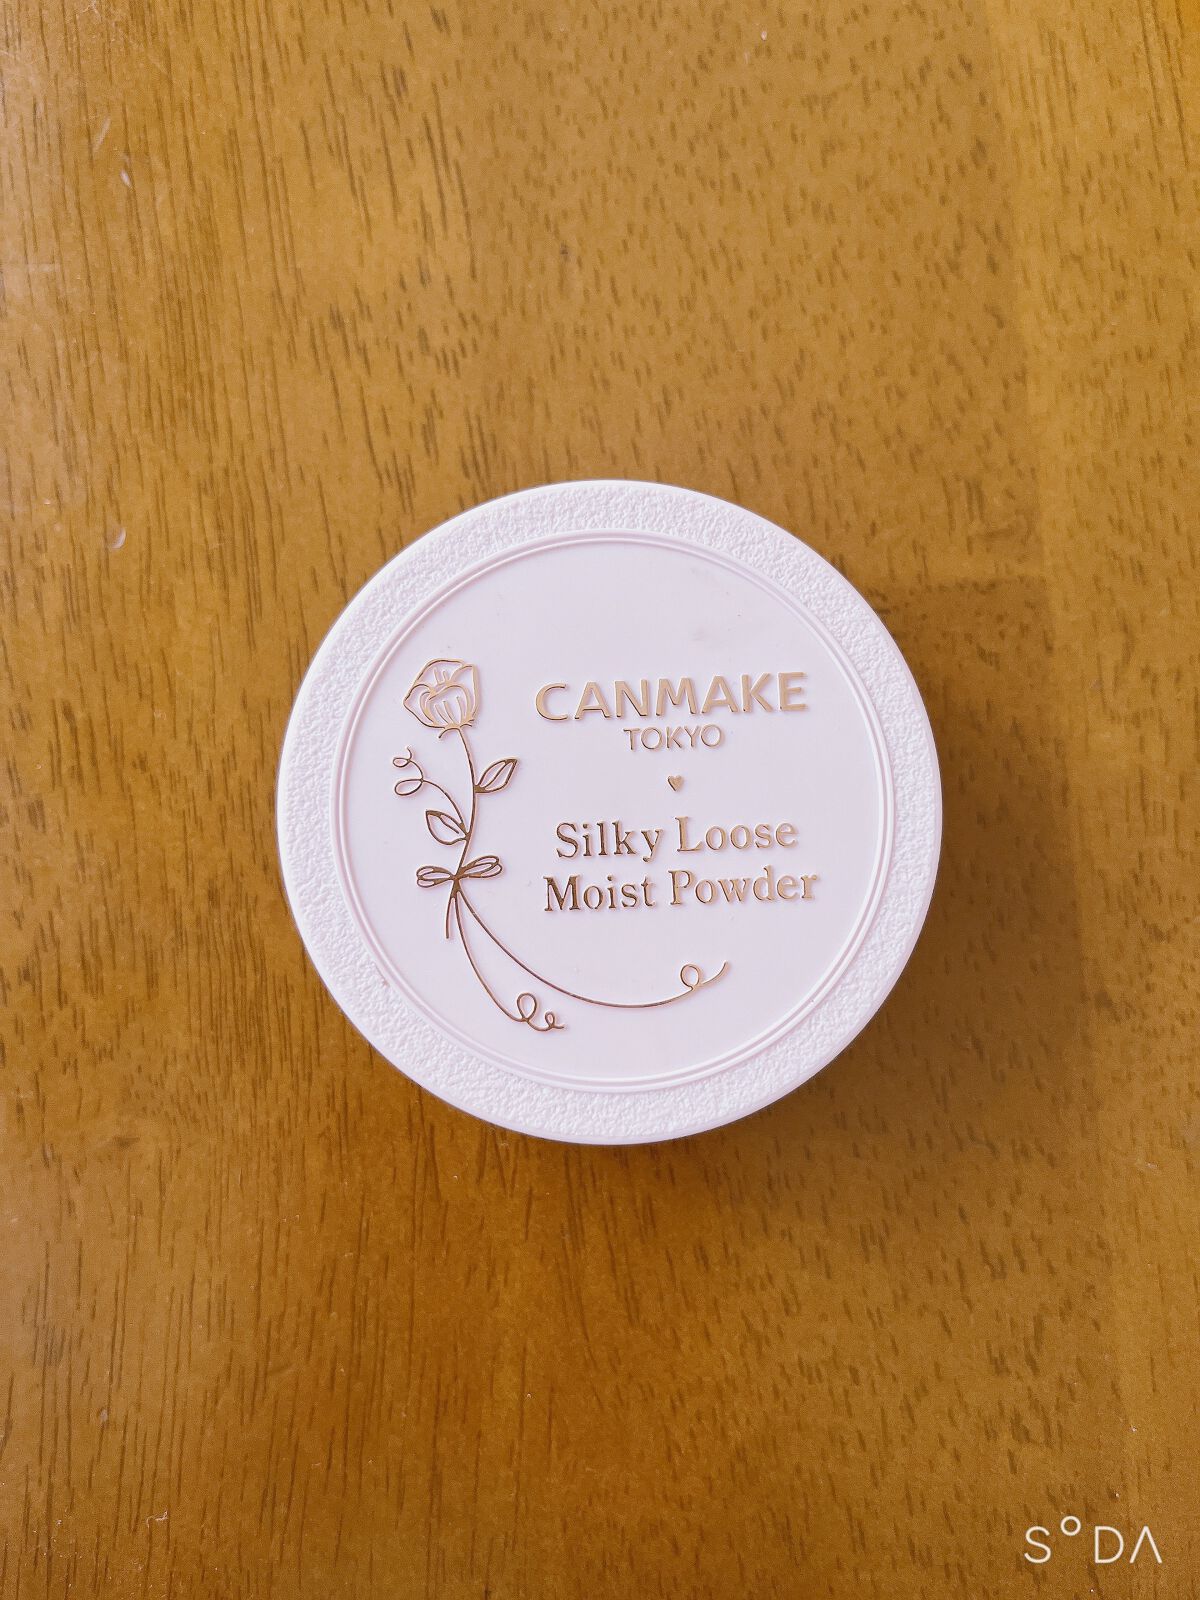 CANMAKE
TOKYO
Silky Loose
Moist Powder
SODA